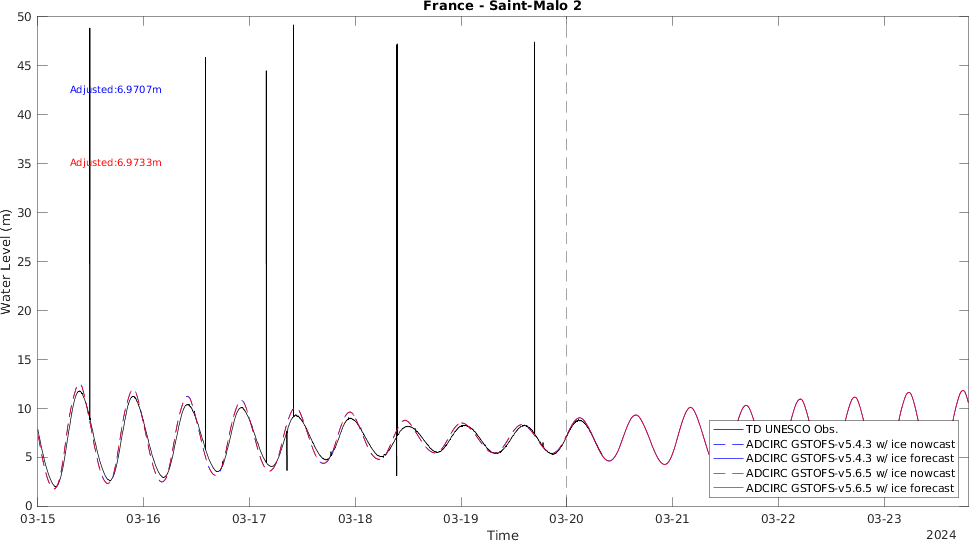 France - Saint-Malo 2
50
45
40
35
30
25
20
15
10
5
0
Water Level (m)
Adjusted:6.9707m
Adjusted:6.9733m
TD UNESCO Obs.
ADCIRC GSTOFS-v5.4.3 w/ ice nowcast
ADCIRC GSTOFS-v5.4.3 w/ ice forecast
ADCIRC GSTOFS-v5.6.5 w/ ice nowcast
ADCIRC GSTOFS-v5.6.5 w/ ice forecast
03-15 03-16 03-17 03-18 03-19 03-20 03-21 03-22 03-23
Time
2024